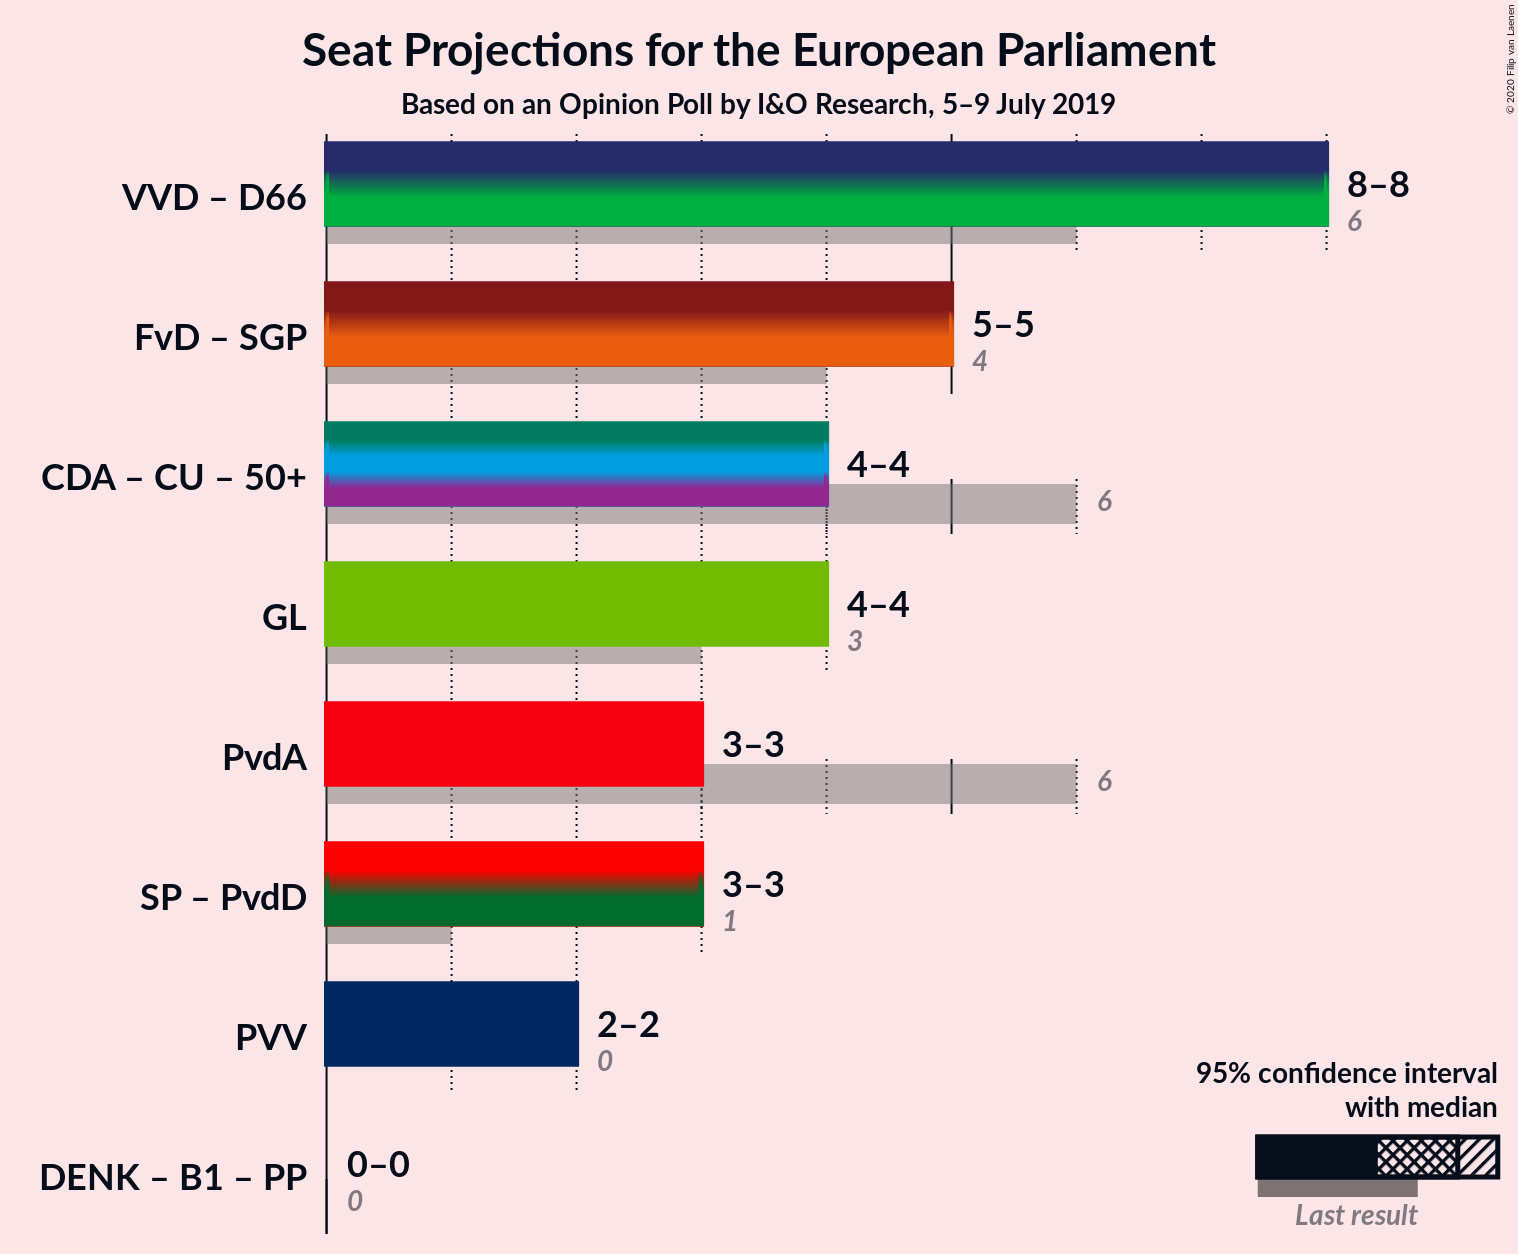 Seat Projections for the European Parliament
Based on an Opinion Poll by I&O Research, 5–9 July 2019
© 2020 Filip van Laenen
VVD – D66
8–8
6
FvD – SGP
5–5
4
CDA – CU – 50+
4–4
6
GL
4–4
3
PvdA
3–3
6
SP – PvdD
3–3
1
PVV
2–2
0
DENK – B1 – PP
0–0
0
95% confidence interval
with median
Last result